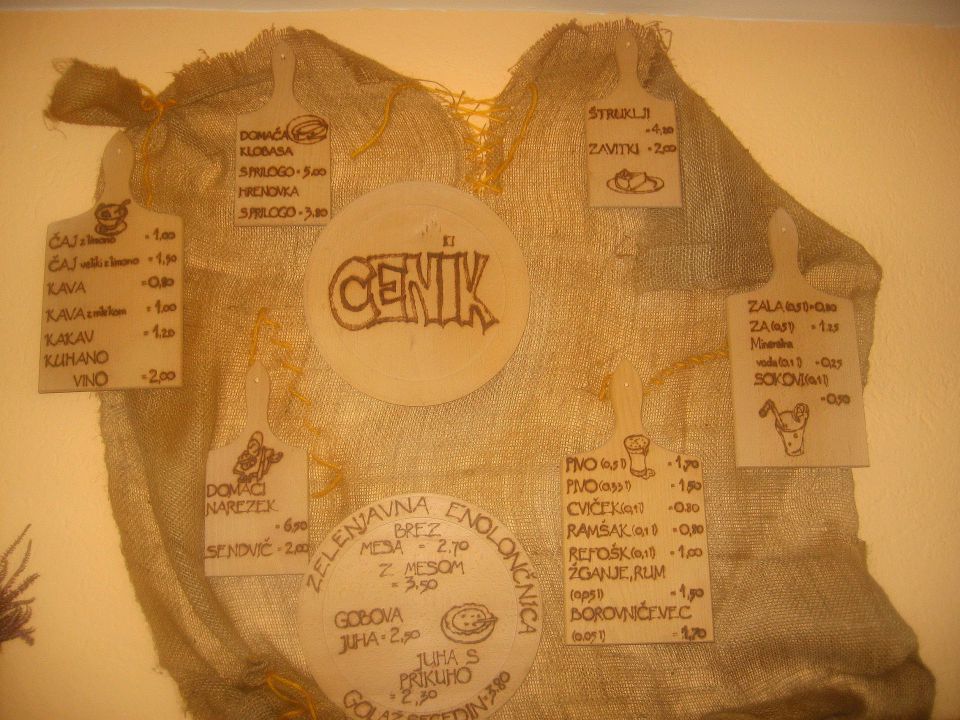 DOMAČA
KLOBASA
S PRILOGO = 5.00
HRENOVKA
S PRILOGO = 3,80
ŠTRUKLJI
= 4,20
ZAVITKI = 2,00
ČAJ z limono = 1,00
ČAJ veliki z limono = 1,50
KAVA = 0,80
KAVA z mlekom = 1,00
KAKAV = 1,20
KUHANO
VINO = 2,00
KI
CENIK
ZALA (0,5 l) = 0,80
ZA (0,5 l) = 1.25
Mineralna
voda (0,1 l) = 0,25
SOKOVI (0,1 l)
= 0,50
DOMAČI
NAREZEK
= 6,50
SENDVIČ = 2,00
PIVO (0,5 l) = 1,70
PIVO (0,33 l) = 1.50
CVIČEK (0,1 l) = 0.80
RAMŠAK (0,1 l) = 0,80
REFOŠK (0,1 l) = 1,00
ŽGANJE, RUM
(0,05 l) = 1,50
BOROVNIČEVEC
(0,05 l) = 1,70
ZELENJAVNA ENOLONČNICA
BREZ
MESA = 2,70
Z MESOM
= 3,50
GOBOVA
JUHA = 2,50
JUHA S
PRIKUHO
= 2,30
GOLAŽ SEGEDIN = 3.80